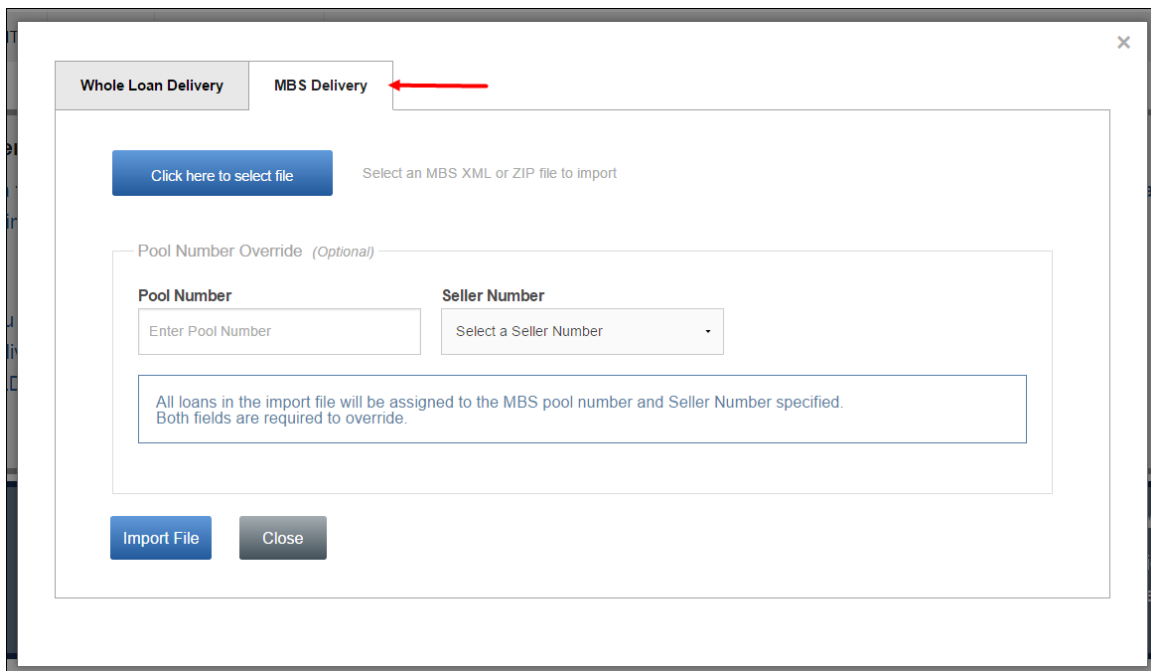 ×
Whole Loan Delivery
MBS Delivery
Click here to select file
Select an MBS XML or ZIP file to import
Pool Number Override (Optional)
Pool Number
Seller Number
Enter Pool Number
Select a Seller Number
All loans in the import file will be assigned to the MBS pool number and Seller Number specified.
Both fields are required to override.
Import File
Close